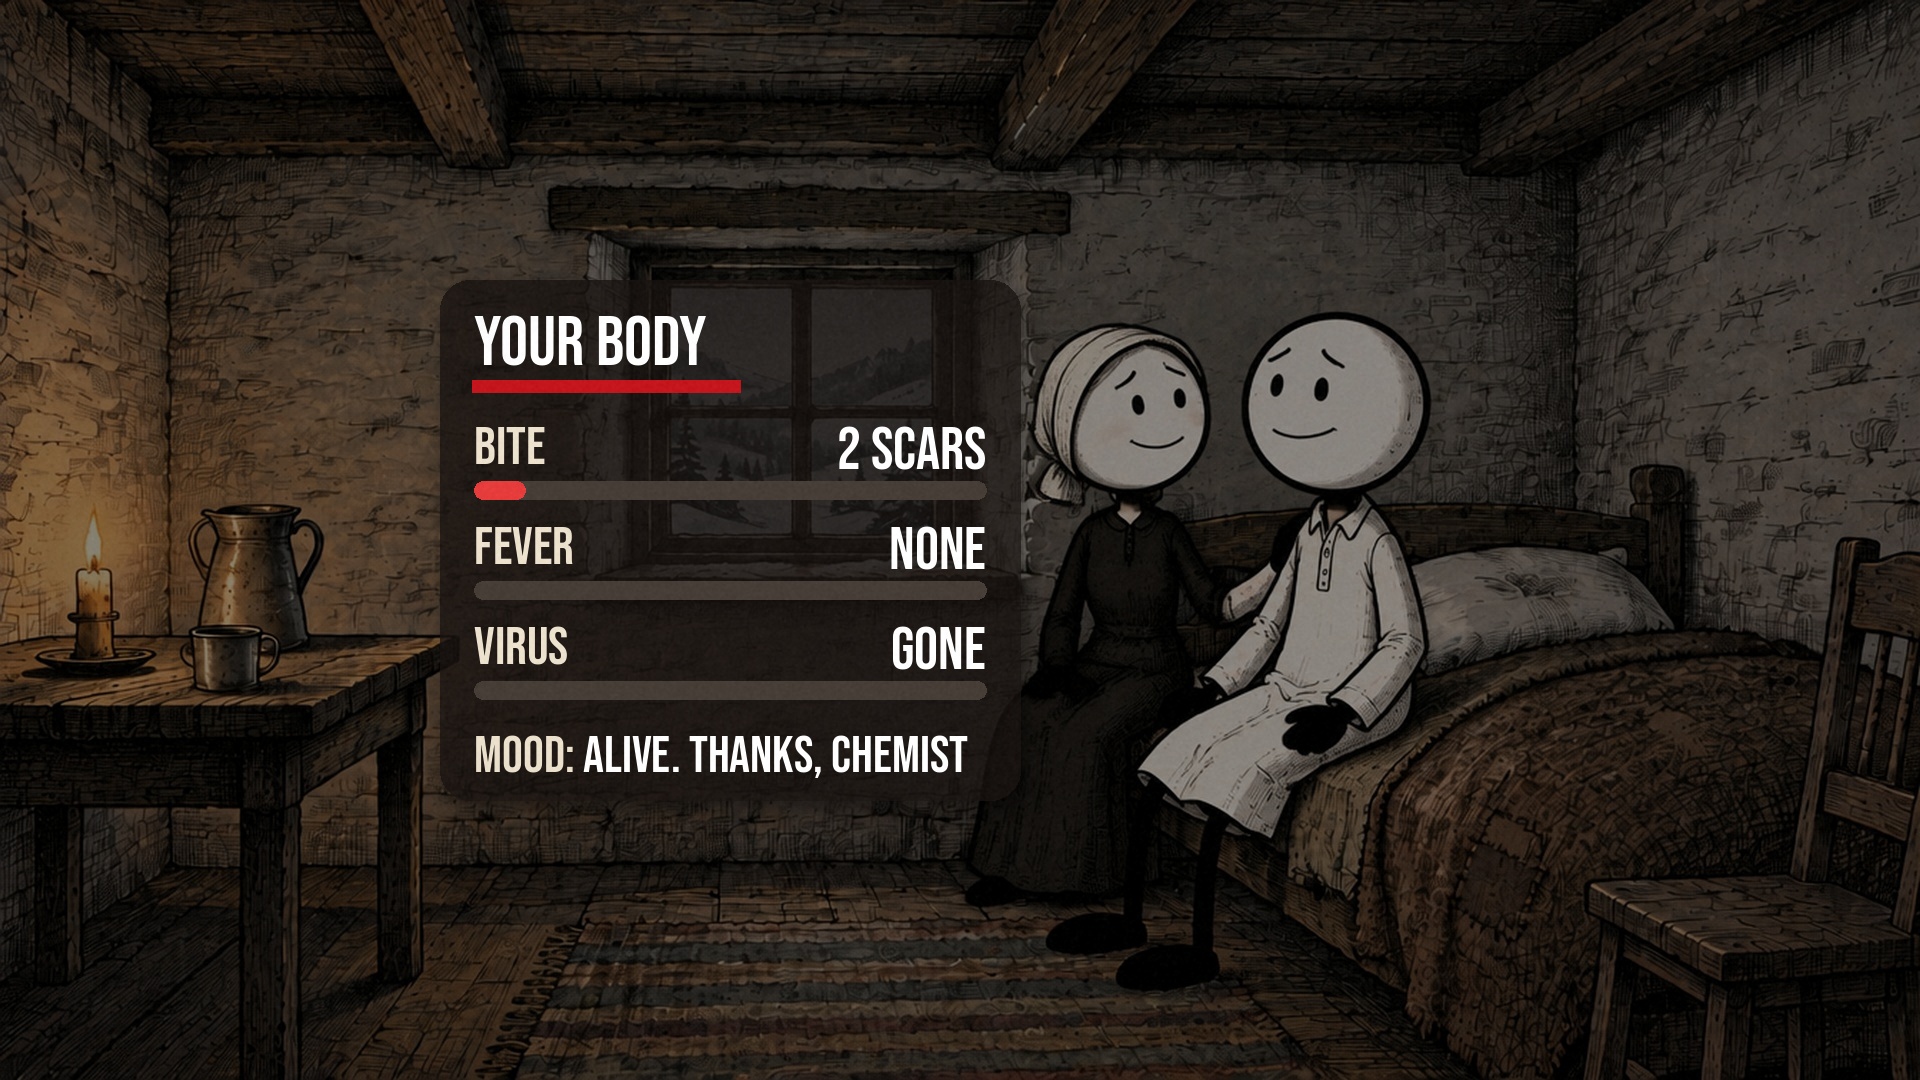 YOUR BODY
BITE 2 SCARS
FEVER NONE
VIRUS GONE
MOOD: ALIVE. THANKS, CHEMIST